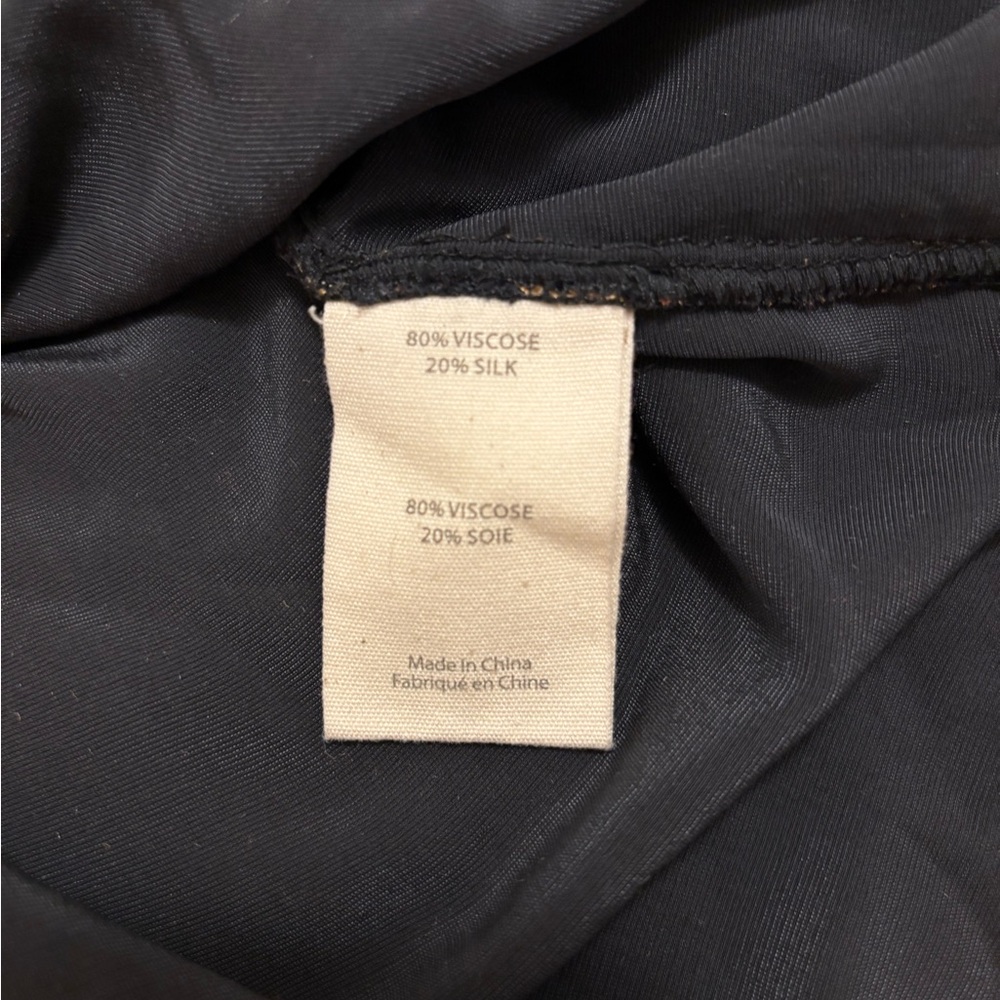 80% VISCOSE
20% SILK
80% VISCOSE
20% SOIE
Made in China
Fabriqué en Chine